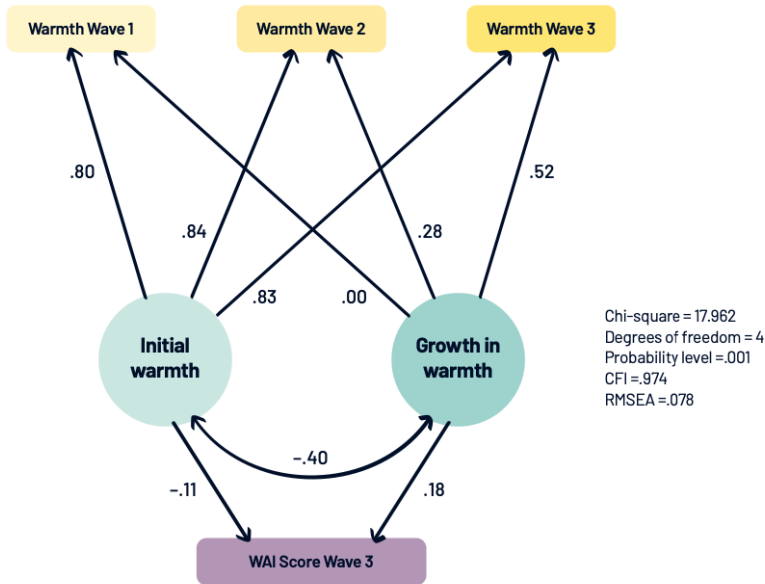 Warmth Wave 1
Warmth Wave 2
Warmth Wave 3
.80
.52
.84
.28
.83
.00
Initial
warmth
Growth in
warmth
Chi-square = 17.962
Degrees of freedom = 4
Probability level =.001
CFI =.974
RMSEA =.078
–.40
–.11
.18
WAI Score Wave 3